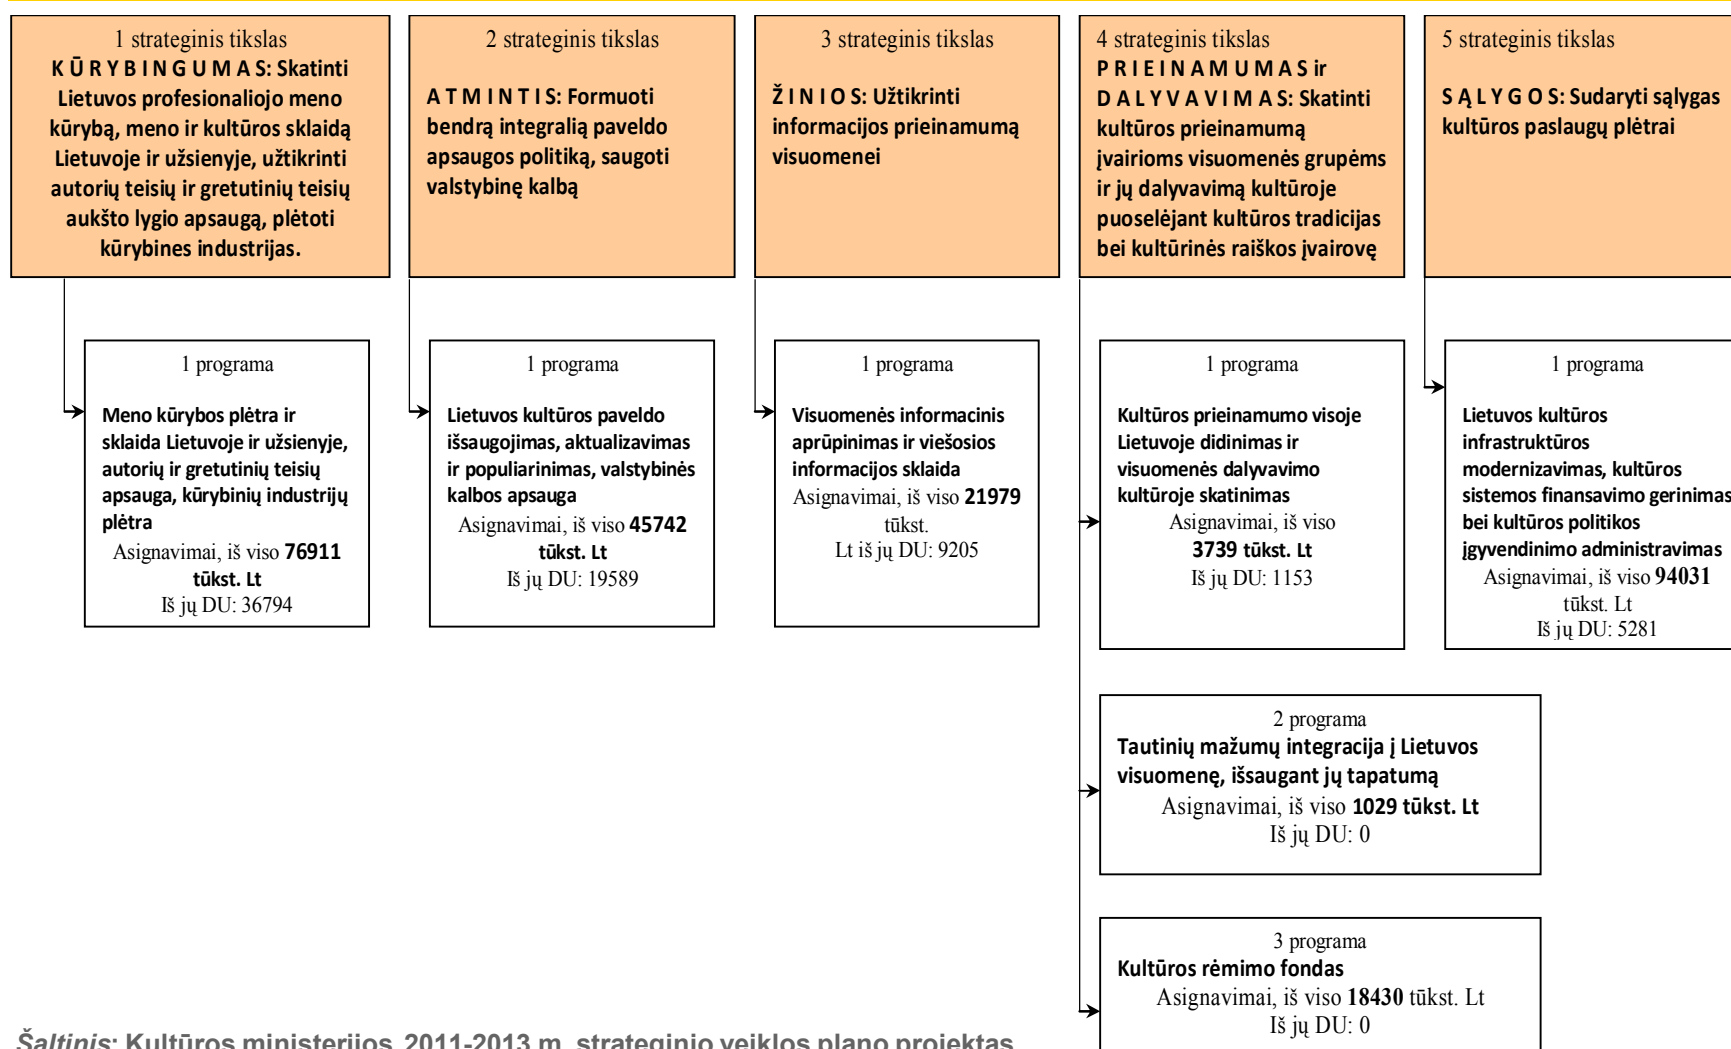 1 strateginis tikslas
K Ū R Y B I N G U M A S: Skatinti
Lietuvos profesionaliojo meno
kūrybą, meno ir kultūros sklaidą
Lietuvoje ir užsienyje, užtikrinti
autorių teisių ir gretutinių teisių
aukšto lygio apsaugą, plėtoti
kūrybines industrijas.
2 strateginis tikslas
A T M I N T I S: Formuoti
bendrą integralią paveldo
apsaugos politiką, saugoti
valstybinę kalbą
3 strateginis tikslas
Ž I N I O S: Užtikrinti
informacijos prieinamumą
visuomenei
4 strateginis tikslas
P R I E I N A M U M A S ir
D A L Y V A V I M A S: Skatinti
kultūros prieinamumą
įvairioms visuomenės grupėms
ir jų dalyvavimą kultūroje
puoselėjant kultūros tradicijas
bei kultūrinės raiškos įvairovę
5 strateginis tikslas
S Ą L Y G O S: Sudaryti sąlygas
kultūros paslaugų plėtrai
1 programa
Meno kūrybos plėtra ir
sklaida Lietuvoje ir užsienyje,
autorių ir gretutinių teisių
apsauga, kūrybinių industrijų
plėtra
Asignavimai, iš viso 76911
tūkst. Lt
Iš jų DU: 36794
1 programa
Lietuvos kultūros paveldo
išsaugojimas, aktualizavimas
ir populiarinimas, valstybinės
kalbos apsauga
Asignavimai, iš viso 45742
tūkst. Lt
Iš jų DU: 19589
1 programa
Visuomenės informacinis
aprūpinimas ir viešosios
informacijos sklaida
Asignavimai, iš viso 21979
tūkst.
Lt iš jų DU: 9205
1 programa
Kultūros prieinamumo visoje
Lietuvoje didinimas ir
visuomenės dalyvavimo
kultūroje skatinimas
Asignavimai, iš viso
3739 tūkst. Lt
Iš jų DU: 1153
1 programa
Lietuvos kultūros
infrastruktūros
modernizavimas, kultūros
sistemos finansavimo gerinimas
bei kultūros politikos
įgyvendinimo administravimas
Asignavimai, iš viso 94031
tūkst. Lt
Iš jų DU: 5281
2 programa
Tautinių mažumų integracija į Lietuvos
visuomenę, išsaugant jų tapatumą
Asignavimai, iš viso 1029 tūkst. Lt
Iš jų DU: 0
3 programa
Kultūros rėmimo fondas
Asignavimai, iš viso 18430 tūkst. Lt
Iš jų DU: 0
Šaltinis: Kultūros ministerijos 2011-2013 m. strateginio veiklos plano projektas